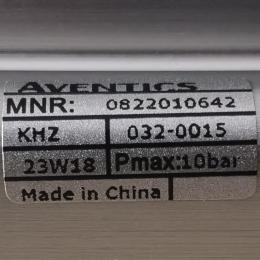 AVENTICS
MNR: 0822010642
KHZ 032-0015
23W18 Pmax:10bar
Made in China